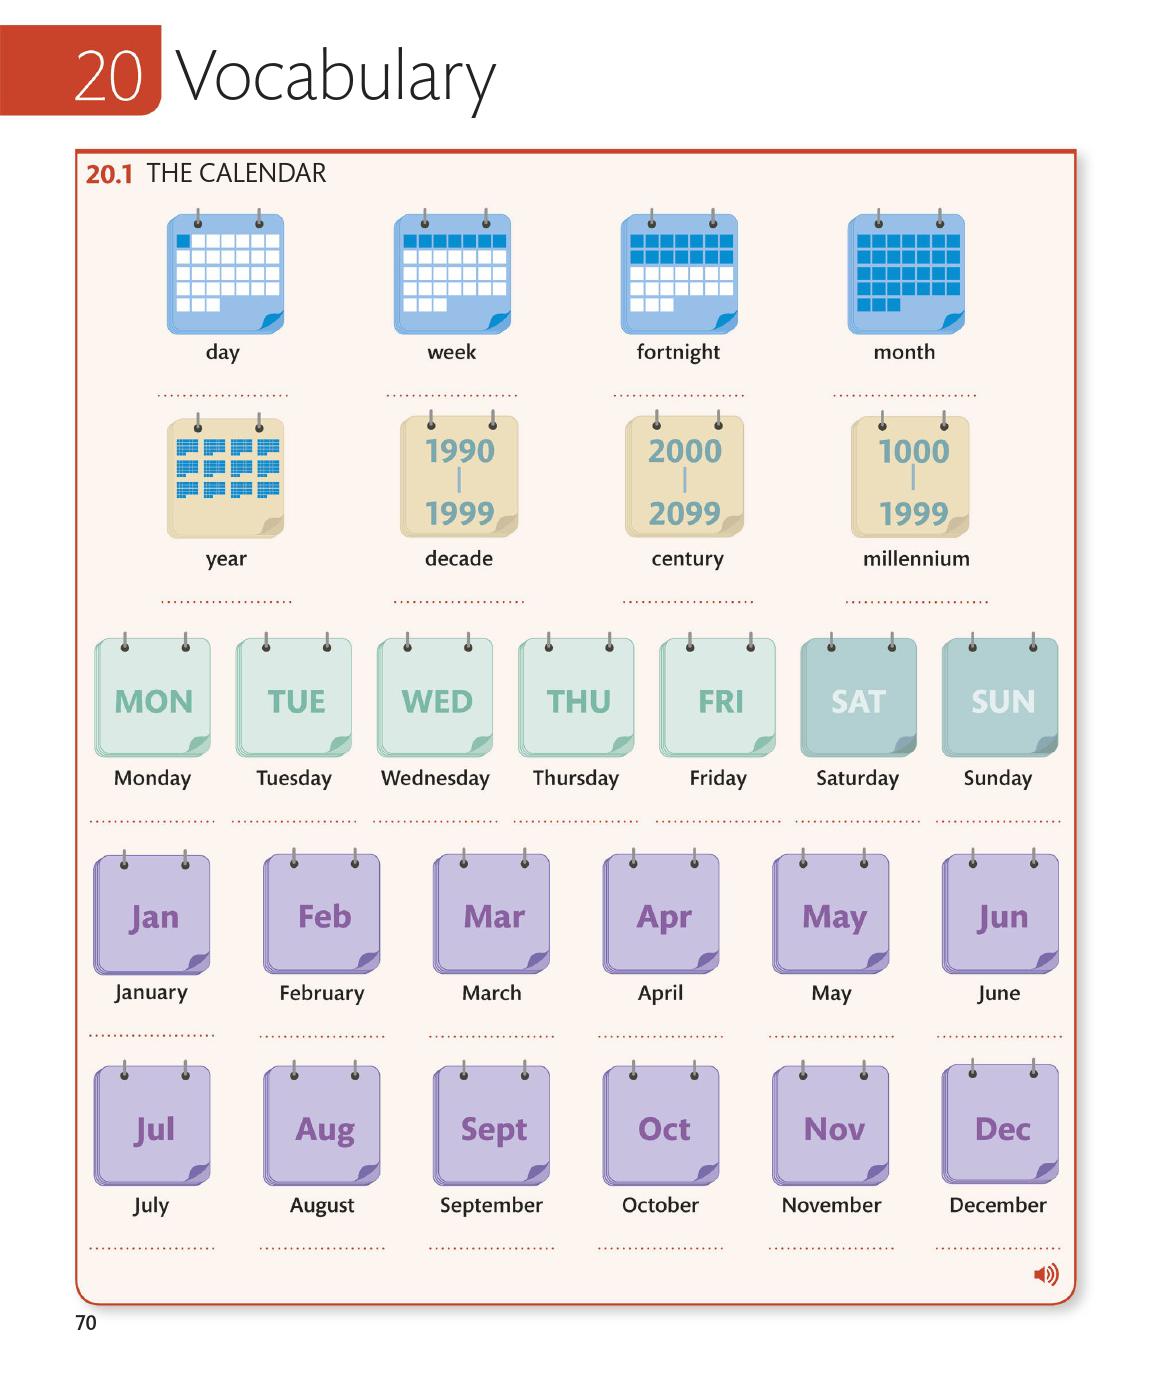 20 Vocabulary
20.1 THE CALENDAR
day week fortnight month
1990 2000 1000
1999 2099 1999
year decade century millennium
MON TUE WED THU FRI SAT SUN
Monday Tuesday Wednesday Thursday Friday Saturday Sunday
Jan Feb Mar Apr May Jun
January February March April May June
Jul Aug Sept Oct Nov Dec
July August September October November December
70